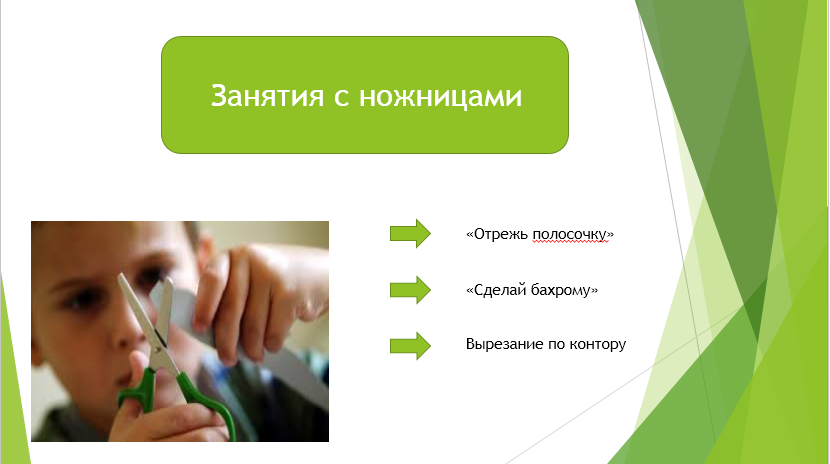 Занятия с ножницами
«Отрежь полосочку»
«Сделай бахрому»
Вырезание по контору